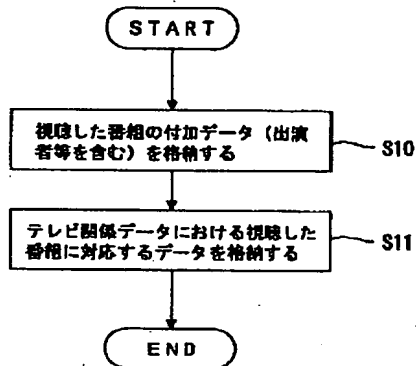 START
視聴した番組の付加データ（出演
者等を含む）を格納する
S10
テレビ関係データにおける視聴した
番組に対応するデータを格納する
S11
END